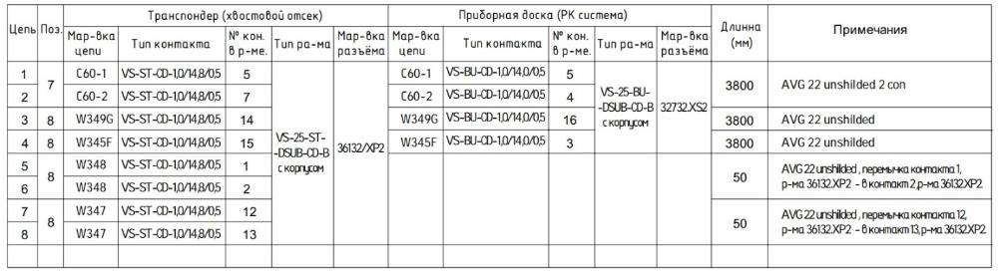 Цепь Поз. Транспондер (хвостовой отсек) Приборная доска (РК система) Длинна (мм) Примечания
Мар-вка цепи Тип контакта № кон. в р-ме. Тип ра-ма Мар-вка разъёма Мар-вка цепи Тип контакта № кон. в р-ме. Тип ра-ма Мар-вка разъёма
1 7 C60-1 VS-ST-CD-1,0/14,8/0,5 5 VS-25-ST--DSUB-CD-B с корпусом 36132/XP2 C60-1 VS-BU-CD-1,0/14,0/0,5 5 VS-25-BU--DSUB-CD-B с корпусом 32732.XS2 3800 AVG 22 unshilded 2 con
2 C60-2 VS-ST-CD-1,0/14,8/0,5 7 C60-2 VS-BU-CD-1,0/14,0/0,5 4
3 8 W349G VS-ST-CD-1,0/14,8/0,5 14 W349G VS-BU-CD-1,0/14,0/0,5 16 3800 AVG 22 unshilded
4 8 W345F VS-ST-CD-1,0/14,8/0,5 15 W345F VS-BU-CD-1,0/14,0/0,5 3 3800 AVG 22 unshilded
5 8 W348 VS-ST-CD-1,0/14,8/0,5 1 50 AVG 22 unshilded , перемычка контакта 1,
6 W348 VS-ST-CD-1,0/14,8/0,5 2 р-ма 36132.XP2 - в контакт 2,р-ма 36132.XP2.
7 8 W347 VS-ST-CD-1,0/14,8/0,5 12 50 AVG 22 unshilded , перемычка контакта 12,
8 W347 VS-ST-CD-1,0/14,8/0,5 13 р-ма 36132.XP2 - в контакт 13,р-ма 36132.XP2.